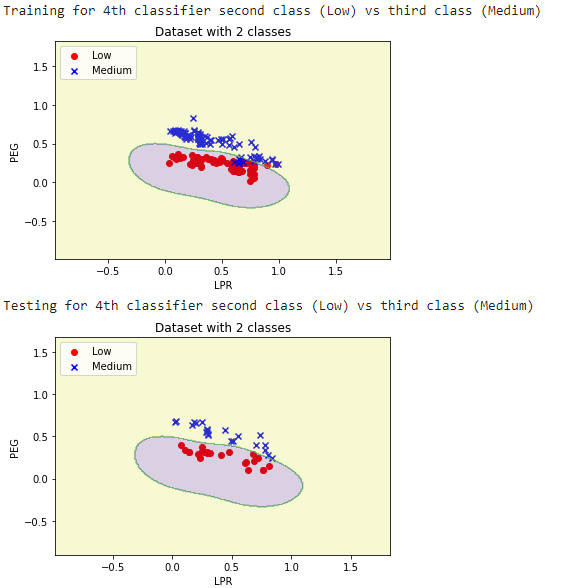 Training for 4th classifier second class (Low) vs third class (Medium)
Dataset with 2 classes
Low
Medium
1.5
1.0
0.5
0.0
−0.5
PEG
−0.5 0.0 0.5 1.0 1.5
LPR
Testing for 4th classifier second class (Low) vs third class (Medium)
Dataset with 2 classes
Low
Medium
1.5
1.0
0.5
0.0
−0.5
PEG
−0.5 0.0 0.5 1.0 1.5
LPR